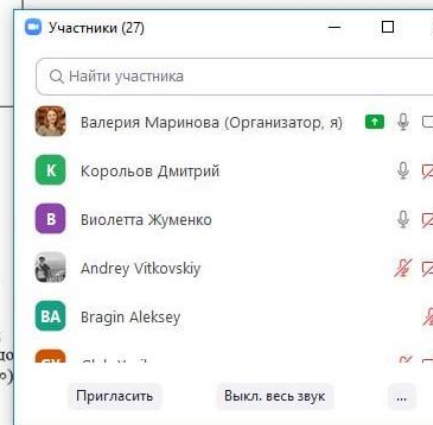 Участники (27)
Найти участника
Валерия Маринова (Организатор, я)
К Корольов Дмитрий
В Виолетта Жуменко
Andrey Vitkovskiy
BA Bragin Aleksey
Пригласить Выкл. весь звук ...